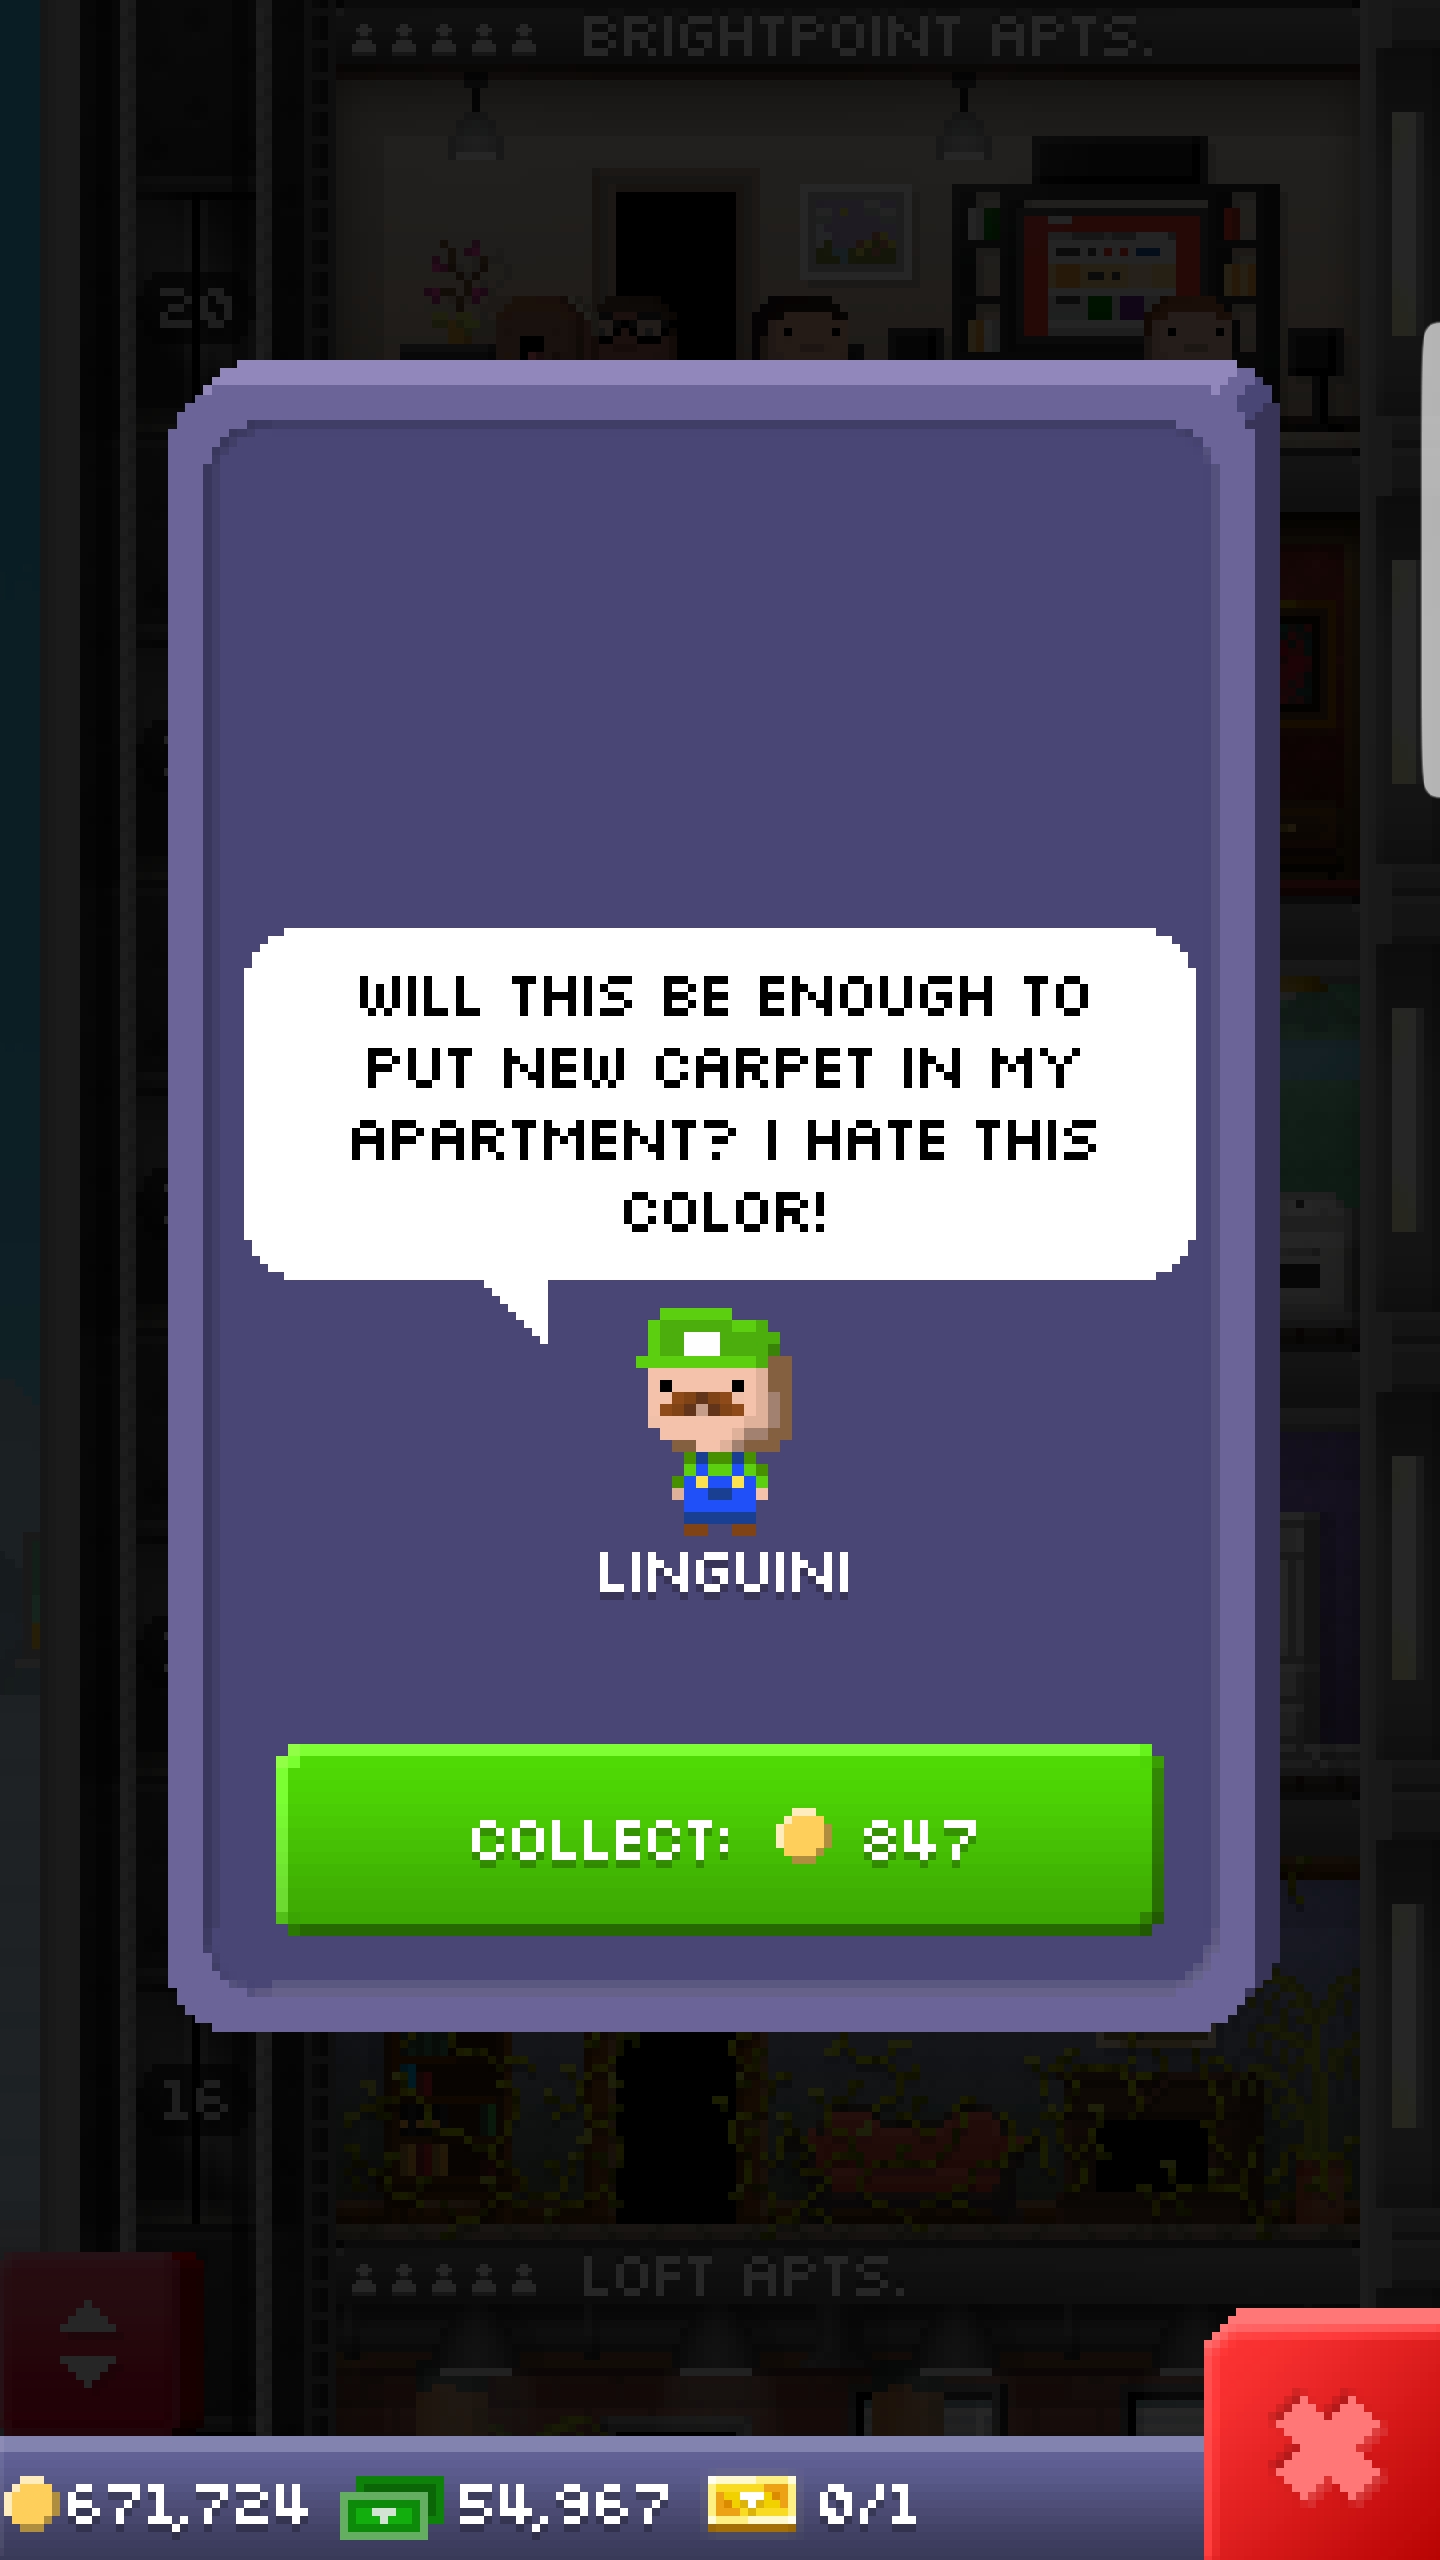 BRIGHTPOINT APTS.
20
WILL THIS BE ENOUGH TO
PUT NEW CARPET IN MY
APARTMENT? I HATE THIS
COLOR!
LINGUINI
COLLECT: 847
16
LOFT APTS.
671,724 54,967 0/1